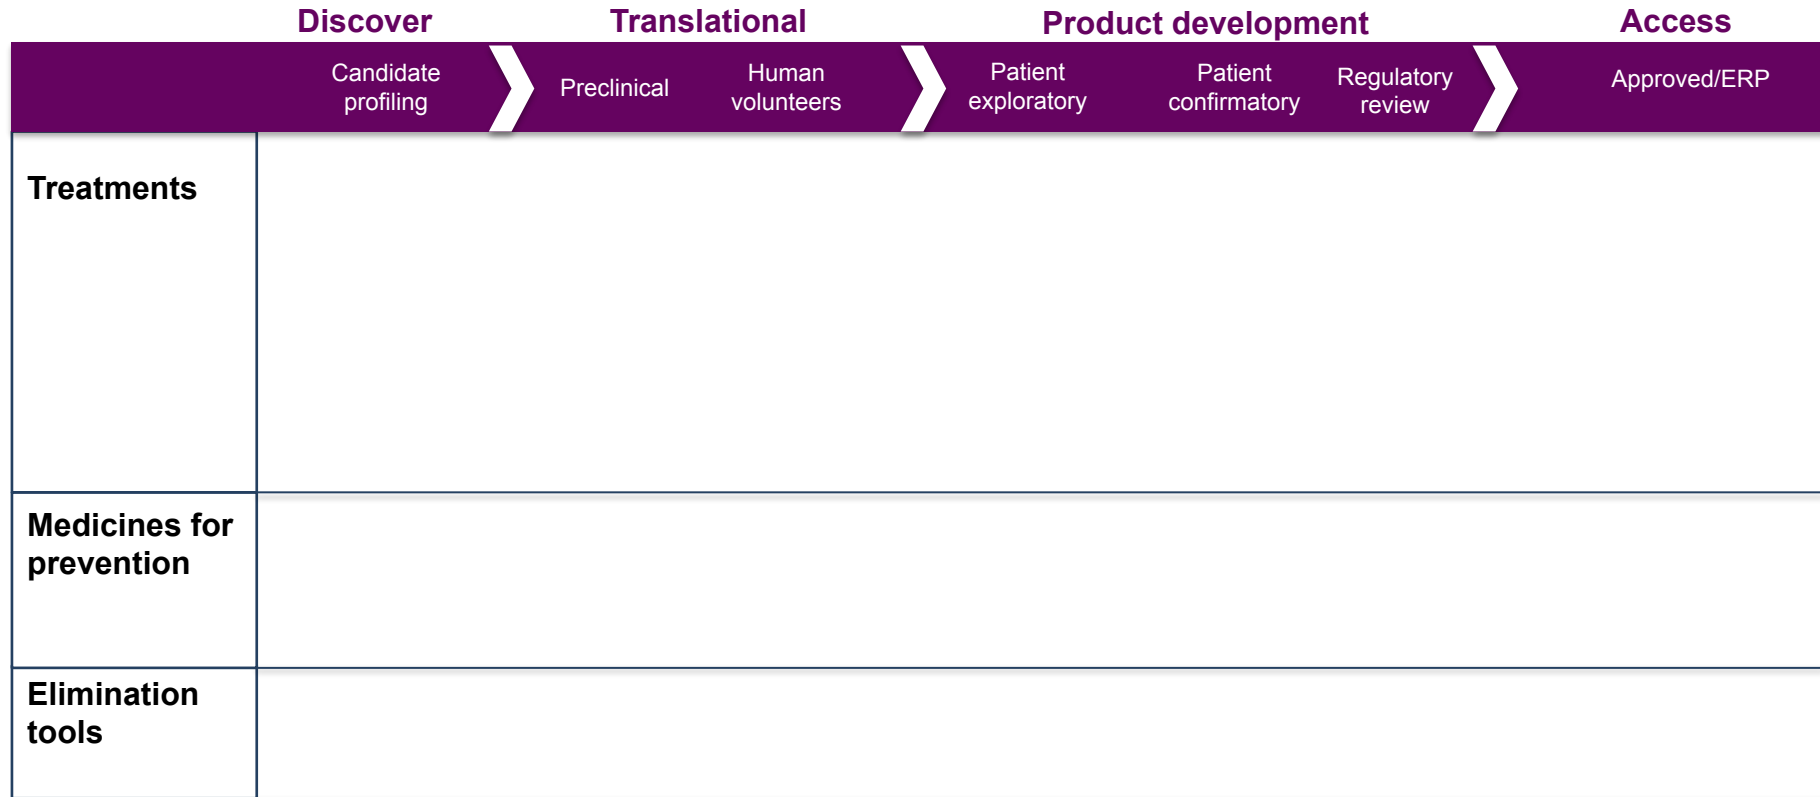 Discover
Translational
Product development
Access
Candidate
profiling
Preclinical
Human
volunteers
Patient
exploratory
Patient
confirmatory
Regulatory
review
Approved/ERP
Treatments
Medicines for
prevention
Elimination
tools